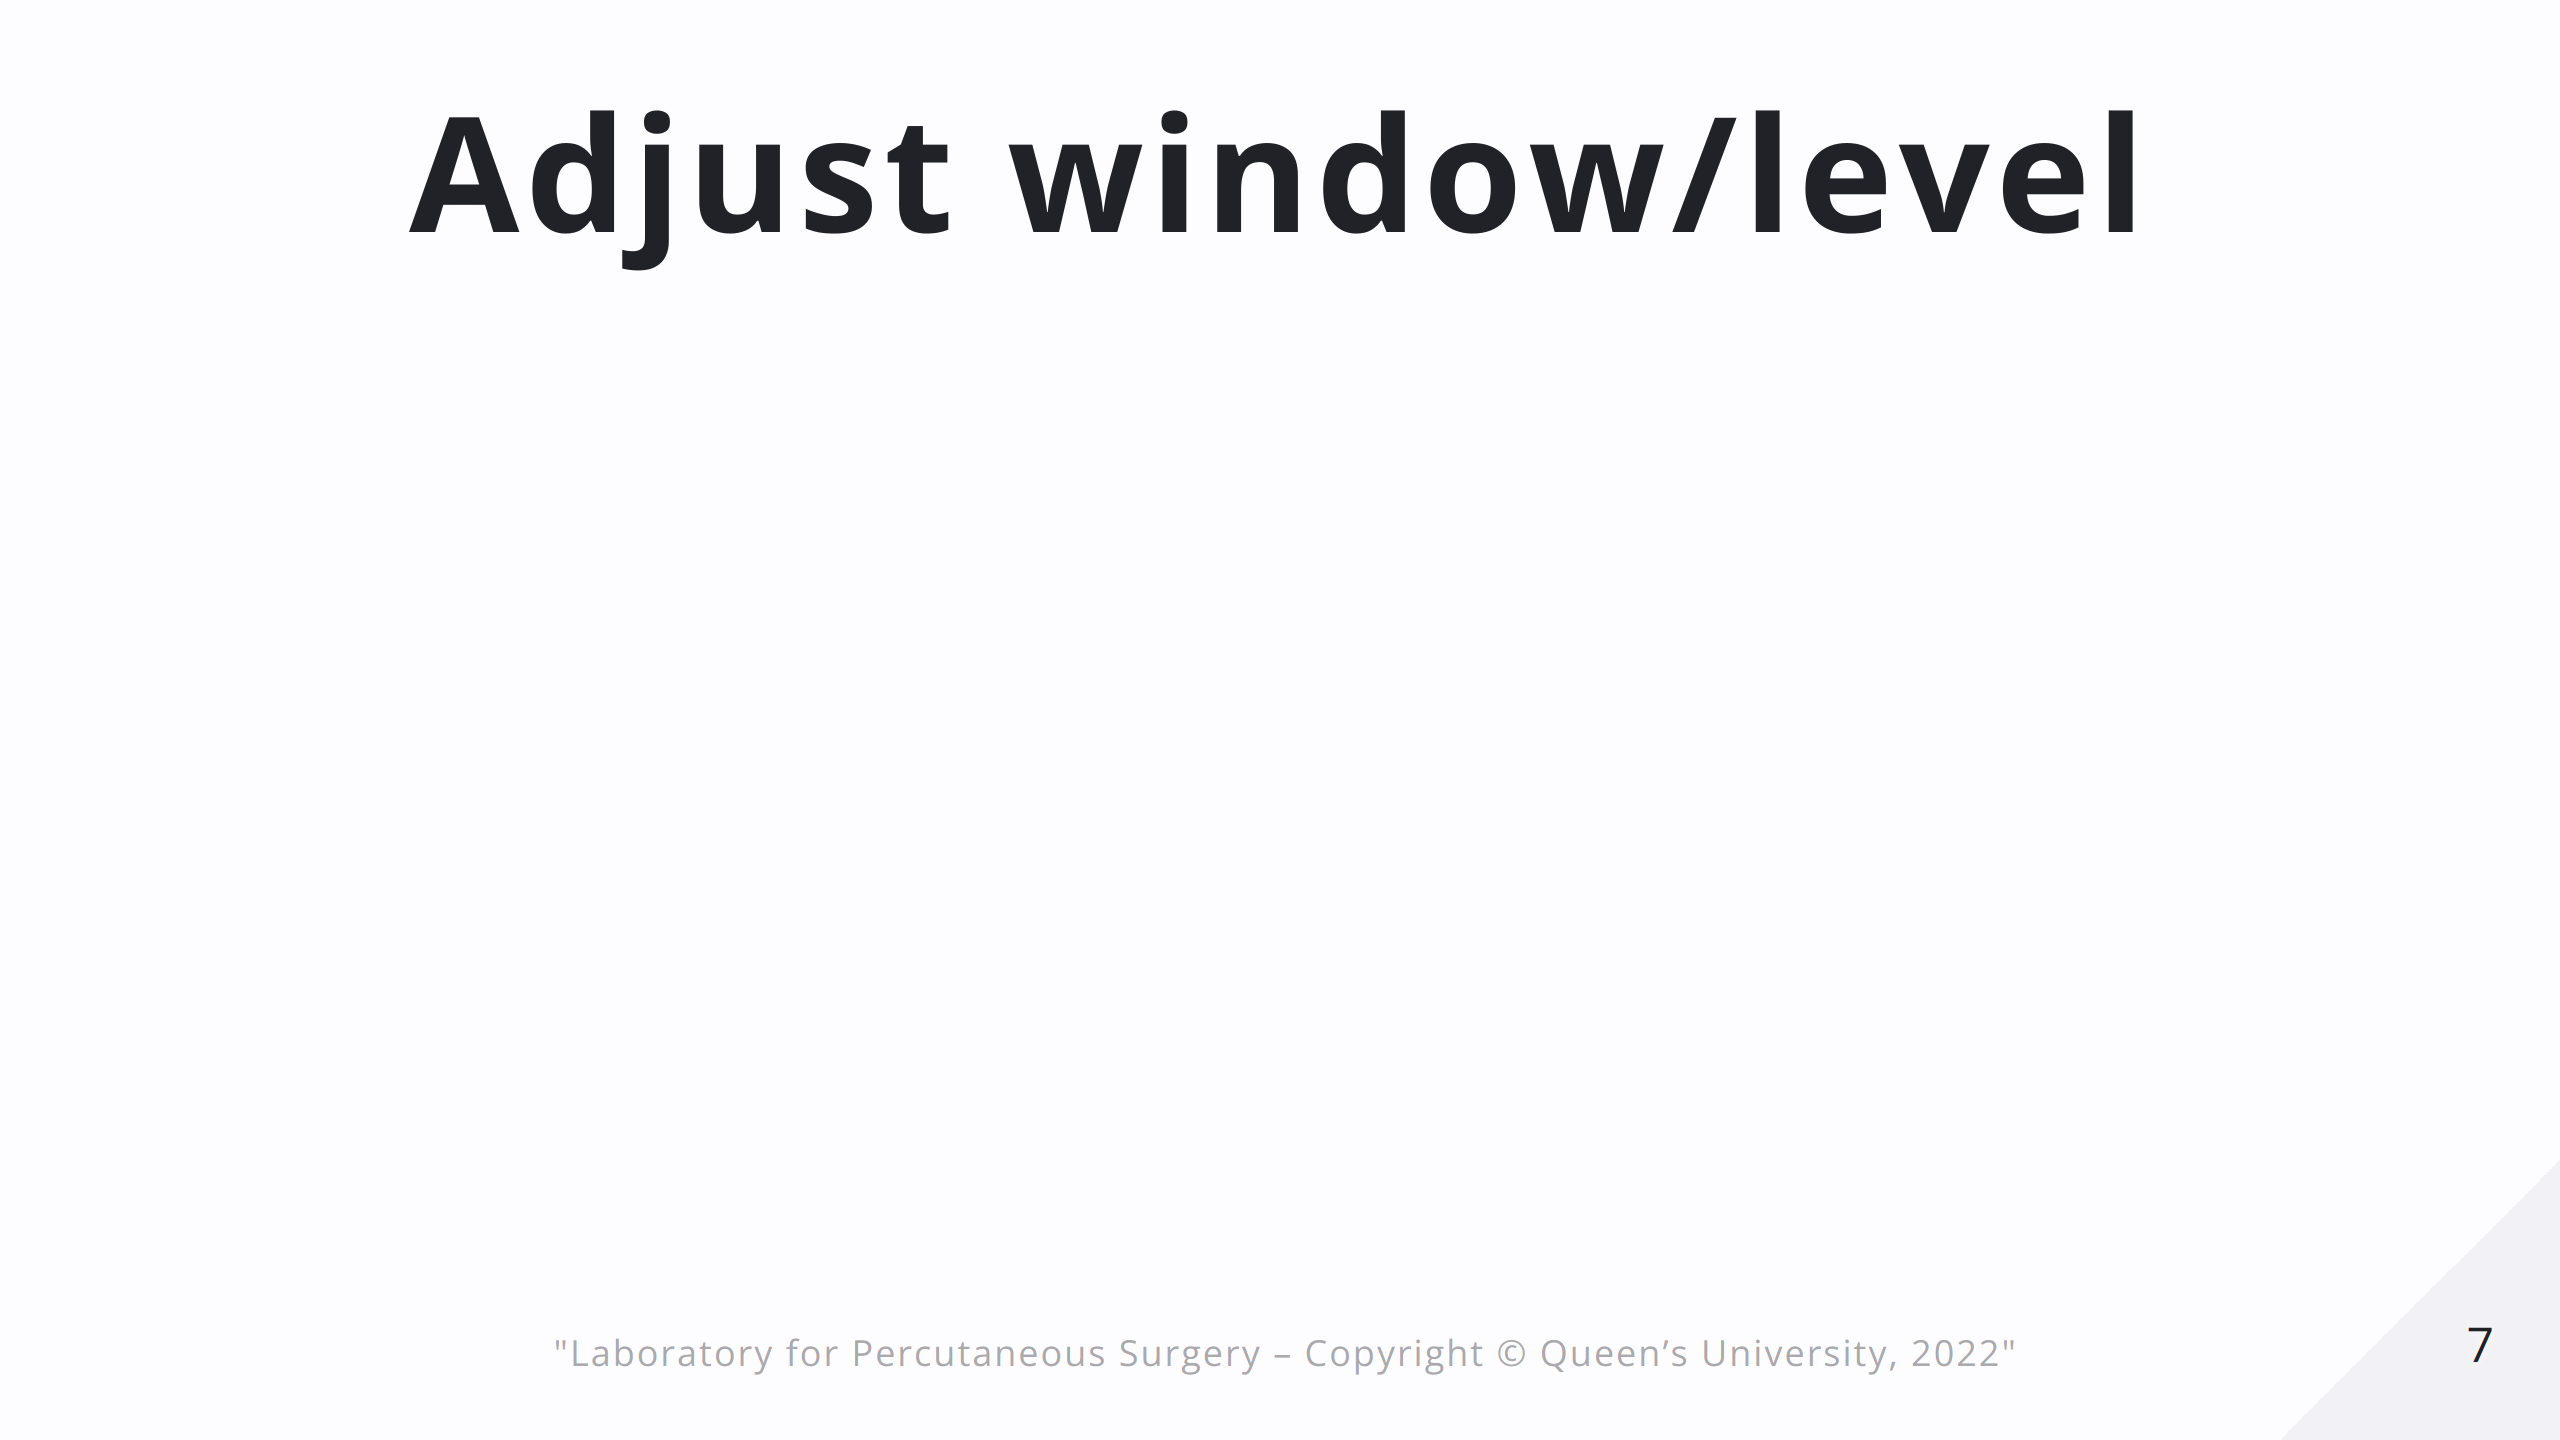 Adjust window/level
"Laboratory for Percutaneous Surgery – Copyright © Queen’s University, 2022"
7